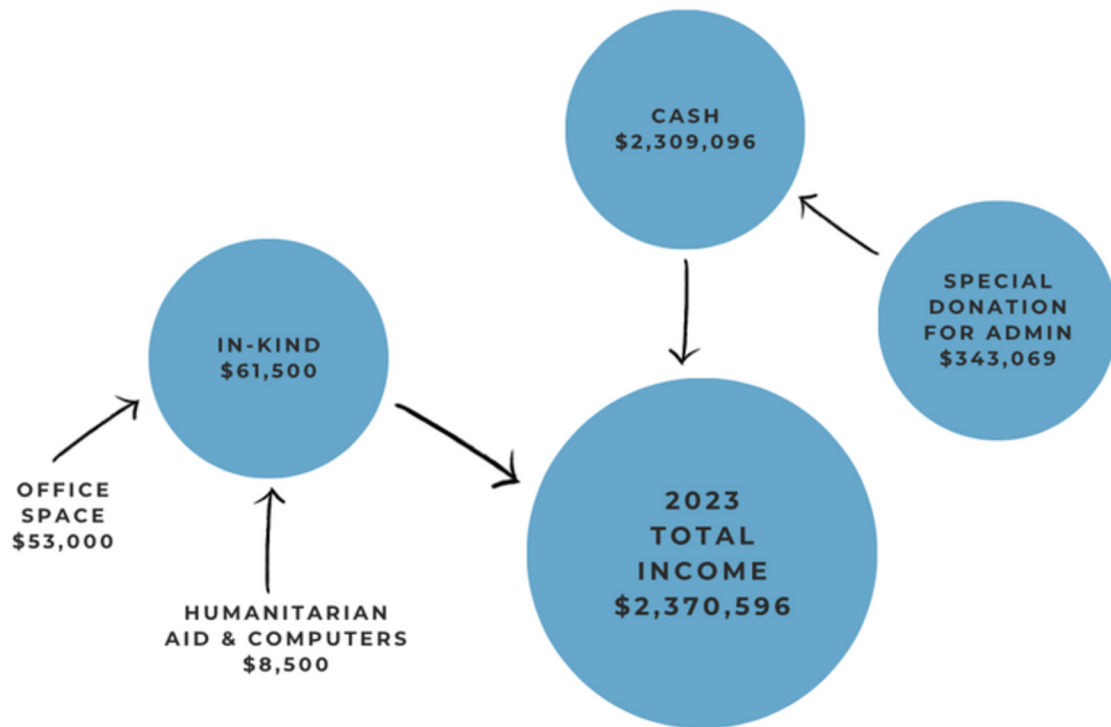 CASH
$2,309,096
SPECIAL
DONATION
FOR ADMIN
$343,069
IN-KIND
$61,500
OFFICE
SPACE
$53,000
HUMANITARIAN
AID & COMPUTERS
$8,500
2023
TOTAL
INCOME
$2,370,596